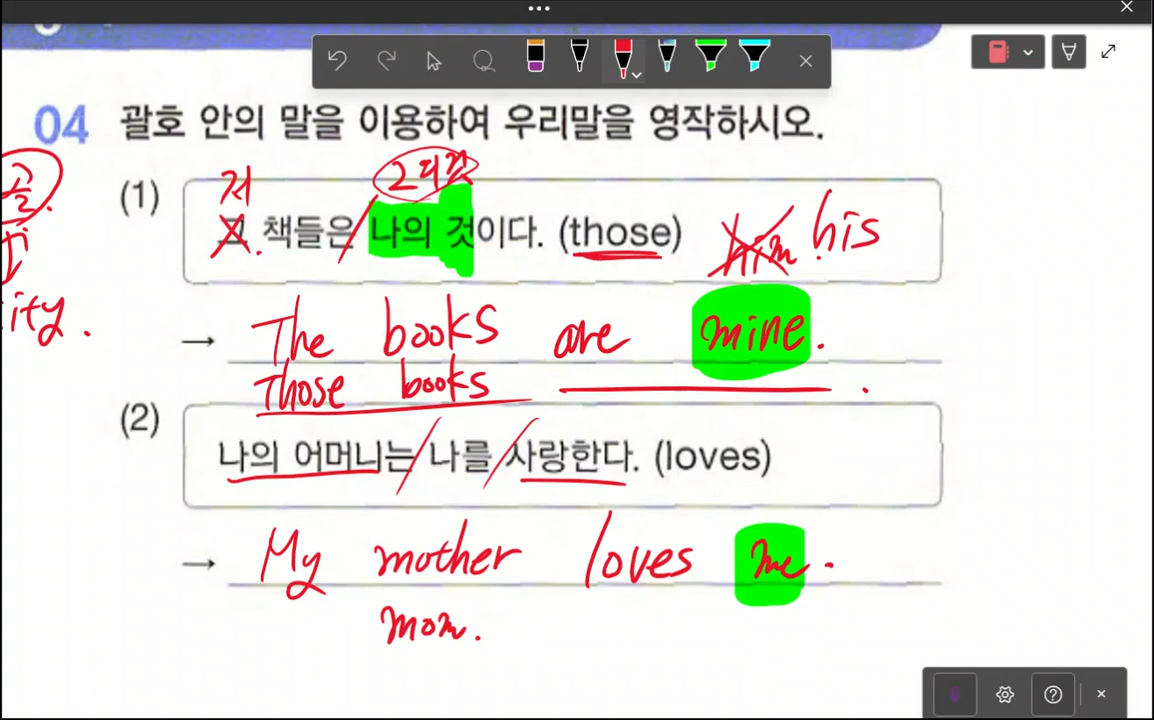 04 괄호 안의 말을 이용하여 우리말을 영작하시오.
저 그의 것
(1) 그 책들은 나의 것이다. (those) him his
ity.
→ The books are mine.
Those books .
(2) 나의 어머니는 나를 사랑한다. (loves)
→ My mother loves me.
mom.